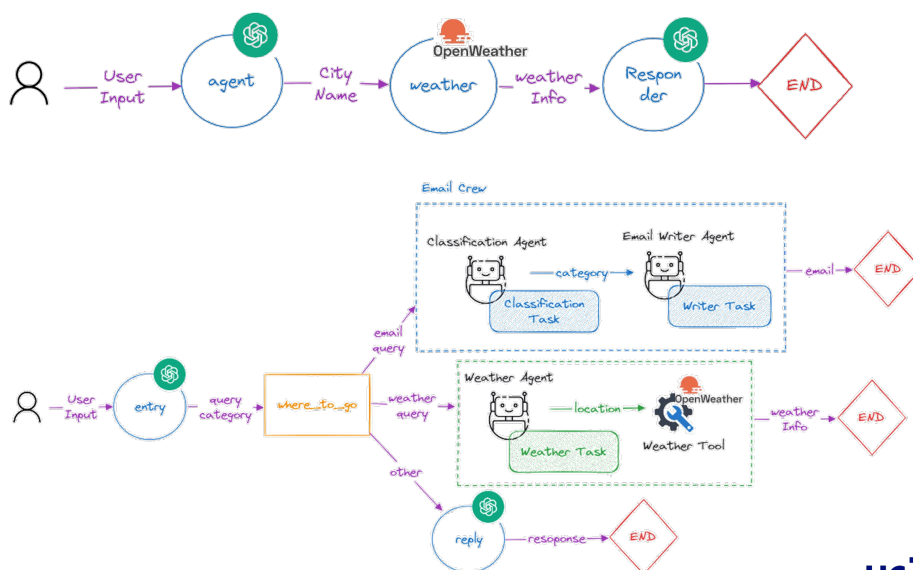 User
Input
agent
City
Name
OpenWeather
weather
weather
Info
Respon
der
END
Email Crew
Classification Agent
category
Classification
Task
Email Writer Agent
Writer Task
email
END
email
query
User
Input
entry
query
category
where_to_go
weather
query
Weather Agent
location
OpenWeather
Weather Tool
Weather Task
weather
Info
END
other
reply
resoponse
END